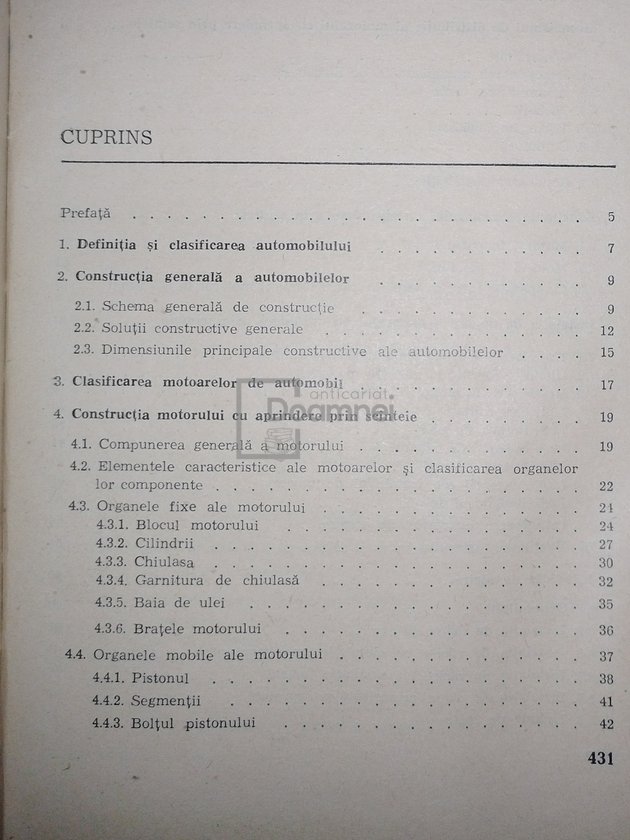 CUPRINS
Prefață . . . . . . . . . . . . . . . . . . . . 5
1. Definiția și clasificarea automobilului . . . . . . . . 7
2. Construcția generală a automobilelor . . . . . . . . 9
2.1. Schema generală de construcție . . . . . . . . 9
2.2. Soluții constructive generale . . . . . . . . . . 12
2.3. Dimensiunile principale constructive ale automobilelor . . . . 15
3. Clasificarea motoarelor de automobil . . . . . . . . 17
anticariat
Doamnei
4. Construcția motorului cu aprindere prin scînteie . . . . . . 19
4.1. Compunerea generală a motorului . . . . . . . . 19
4.2. Elementele caracteristice ale motoarelor și clasificarea organelor
lor componente . . . . . . . . . . . . . . 22
4.3. Organele fixe ale motorului . . . . . . . . . . 24
4.3.1. Blocul motorului . . . . . . . . . . . 24
4.3.2. Cilindrii . . . . . . . . . . . . . . 27
4.3.3. Chiulasa . . . . . . . . . . . . . . 30
4.3.4. Garnitura de chiulasă . . . . . . . . . . 32
4.3.5. Baia de ulei . . . . . . . . . . . . . 35
4.3.6. Brațele motorului . . . . . . . . . . . 36
4.4. Organele mobile ale motorului . . . . . . . . . 37
4.4.1. Pistonul . . . . . . . . . . . . . . 38
4.4.2. Segmenții . . . . . . . . . . . . . 41
4.4.3. Bolțul pistonului . . . . . . . . . . . 42
431